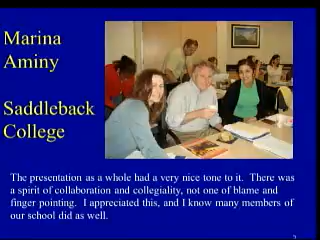 Marina
Aminy
Saddleback
College
The presentation as a whole had a very nice tone to it. There was
a spirit of collaboration and collegiality, not one of blame and
finger pointing. I appreciated this, and I know many members of
our school did as well.